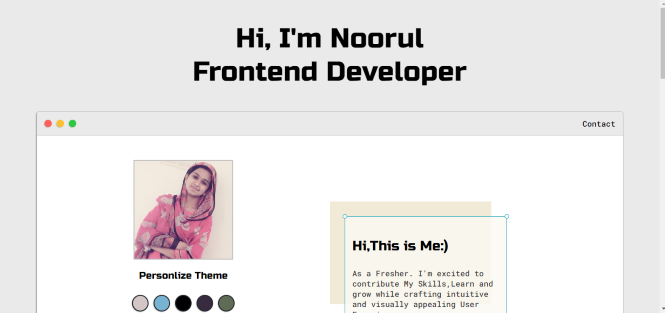 Hi, I'm Noorul
Frontend Developer
Contact
Personlize Theme
Hi,This is Me:)
As a Fresher. I'm excited to
contribute My Skills,Learn and
grow while crafting intuitive
and visually appealing User